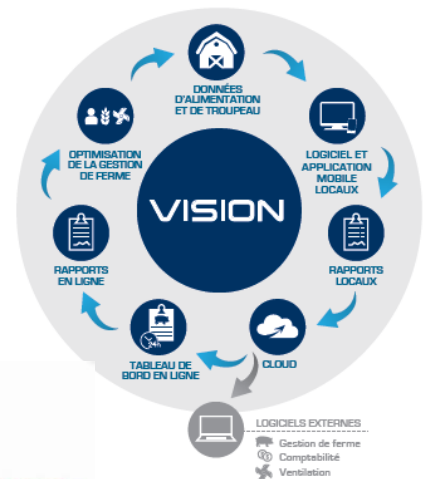 DONNÉES
D'ALIMENTATION
ET DE TROUPEAU
OPTIMISATION
DE LA GESTION
DE FERME
LOGICIEL ET
APPLICATION
MOBILE
LOCAUX
VISION
RAPPORTS
EN LIGNE
RAPPORTS
LOCAUX
24h
TABLEAU DE
BORD EN LIGNE
CLOUD
LOGICIELS EXTERNES
Gestion de ferme
Comptabilité
Ventilation